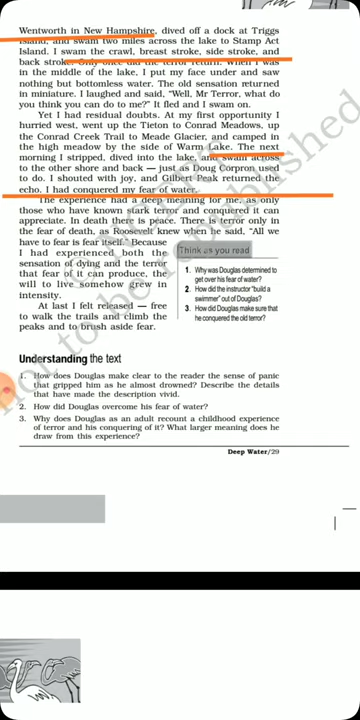 Wentworth in New Hampshire, dived off a dock at Triggs
Island, and swam two miles across the lake to Stamp Act
Island. I swam the crawl, breast stroke, side stroke, and
back stroke. Only once did the terror return. When I was
in the middle of the lake, I put my face under and saw
nothing but bottomless water. The old sensation returned
in miniature. I laughed and said, “Well, Mr Terror, what do
you think you can do to me?” It fled and I swam on.
Yet I had residual doubts. At my first opportunity I
hurried west, went up the Tieton to Conrad Meadows, up
the Conrad Creek Trail to Meade Glacier, and camped in
the high meadow by the side of Warm Lake. The next
morning I stripped, dived into the lake, and swam across
to the other shore and back — just as Doug Corpron used
to do. I shouted with joy, and Gilbert Peak returned the
echo. I had conquered my fear of water.
The experience had a deep meaning for me, as only
those who have known stark terror and conquered it can
appreciate. In death there is peace. There is terror only in
the fear of death, as Roosevelt knew when he said, “All we
have to fear is fear itself.” Because
I had experienced both the
sensation of dying and the terror
that fear of it can produce, the
will to live somehow grew in
intensity.
At last I felt released — free
to walk the trails and climb the
peaks and to brush aside fear.
Think as you read
1. Why was Douglas determined to
get over his fear of water?
2. How did the instructor “build a
swimmer” out of Douglas?
3. How did Douglas make sure that
he conquered the old terror?
Understanding the text
1. How does Douglas make clear to the reader the sense of panic
that gripped him as he almost drowned? Describe the details
that have made the description vivid.
2. How did Douglas overcome his fear of water?
3. Why does Douglas as an adult recount a childhood experience
of terror and his conquering of it? What larger meaning does he
draw from this experience?
Deep Water/29
not to be republished